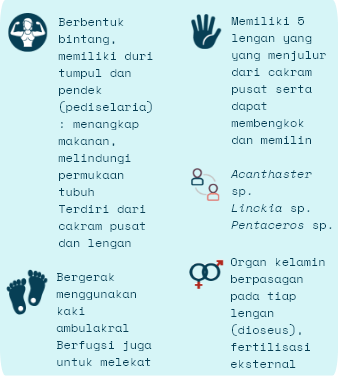 Berbentuk
bintang,
memiliki duri
tumpul dan
pendek
(pediselaria)
: menangkap
makanan,
melindungi
permukaan
tubuh
Terdiri dari
cakram pusat
dan lengan
Bergerak
menggunakan
kaki
ambulakral
Berfugsi juga
untuk melekat
Memiliki 5
lengan yang
yang menjulur
dari cakram
pusat serta
dapat
membengkok
dan memilin
Acanthaster
sp.
Linckia sp.
Pentaceros sp.
Organ kelamin
berpasagan
pada tiap
lengan
(dioseus),
fertilisasi
eksternal